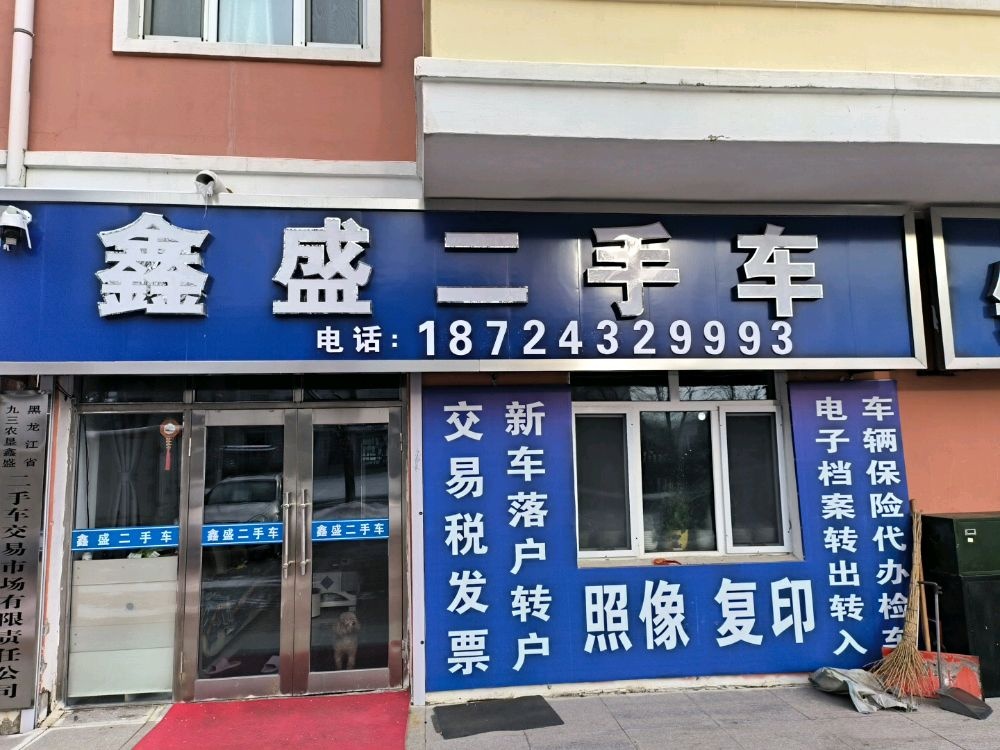 鑫盛二手车
电话：18724329993
黑龙江省
九三农垦鑫盛
二手车交易市场有限责任公司
鑫盛二手车
鑫盛二手车
鑫盛二手车
交易税发票
新车落户转户
照像 复印
电子档案转出转入
车辆保险代办检车